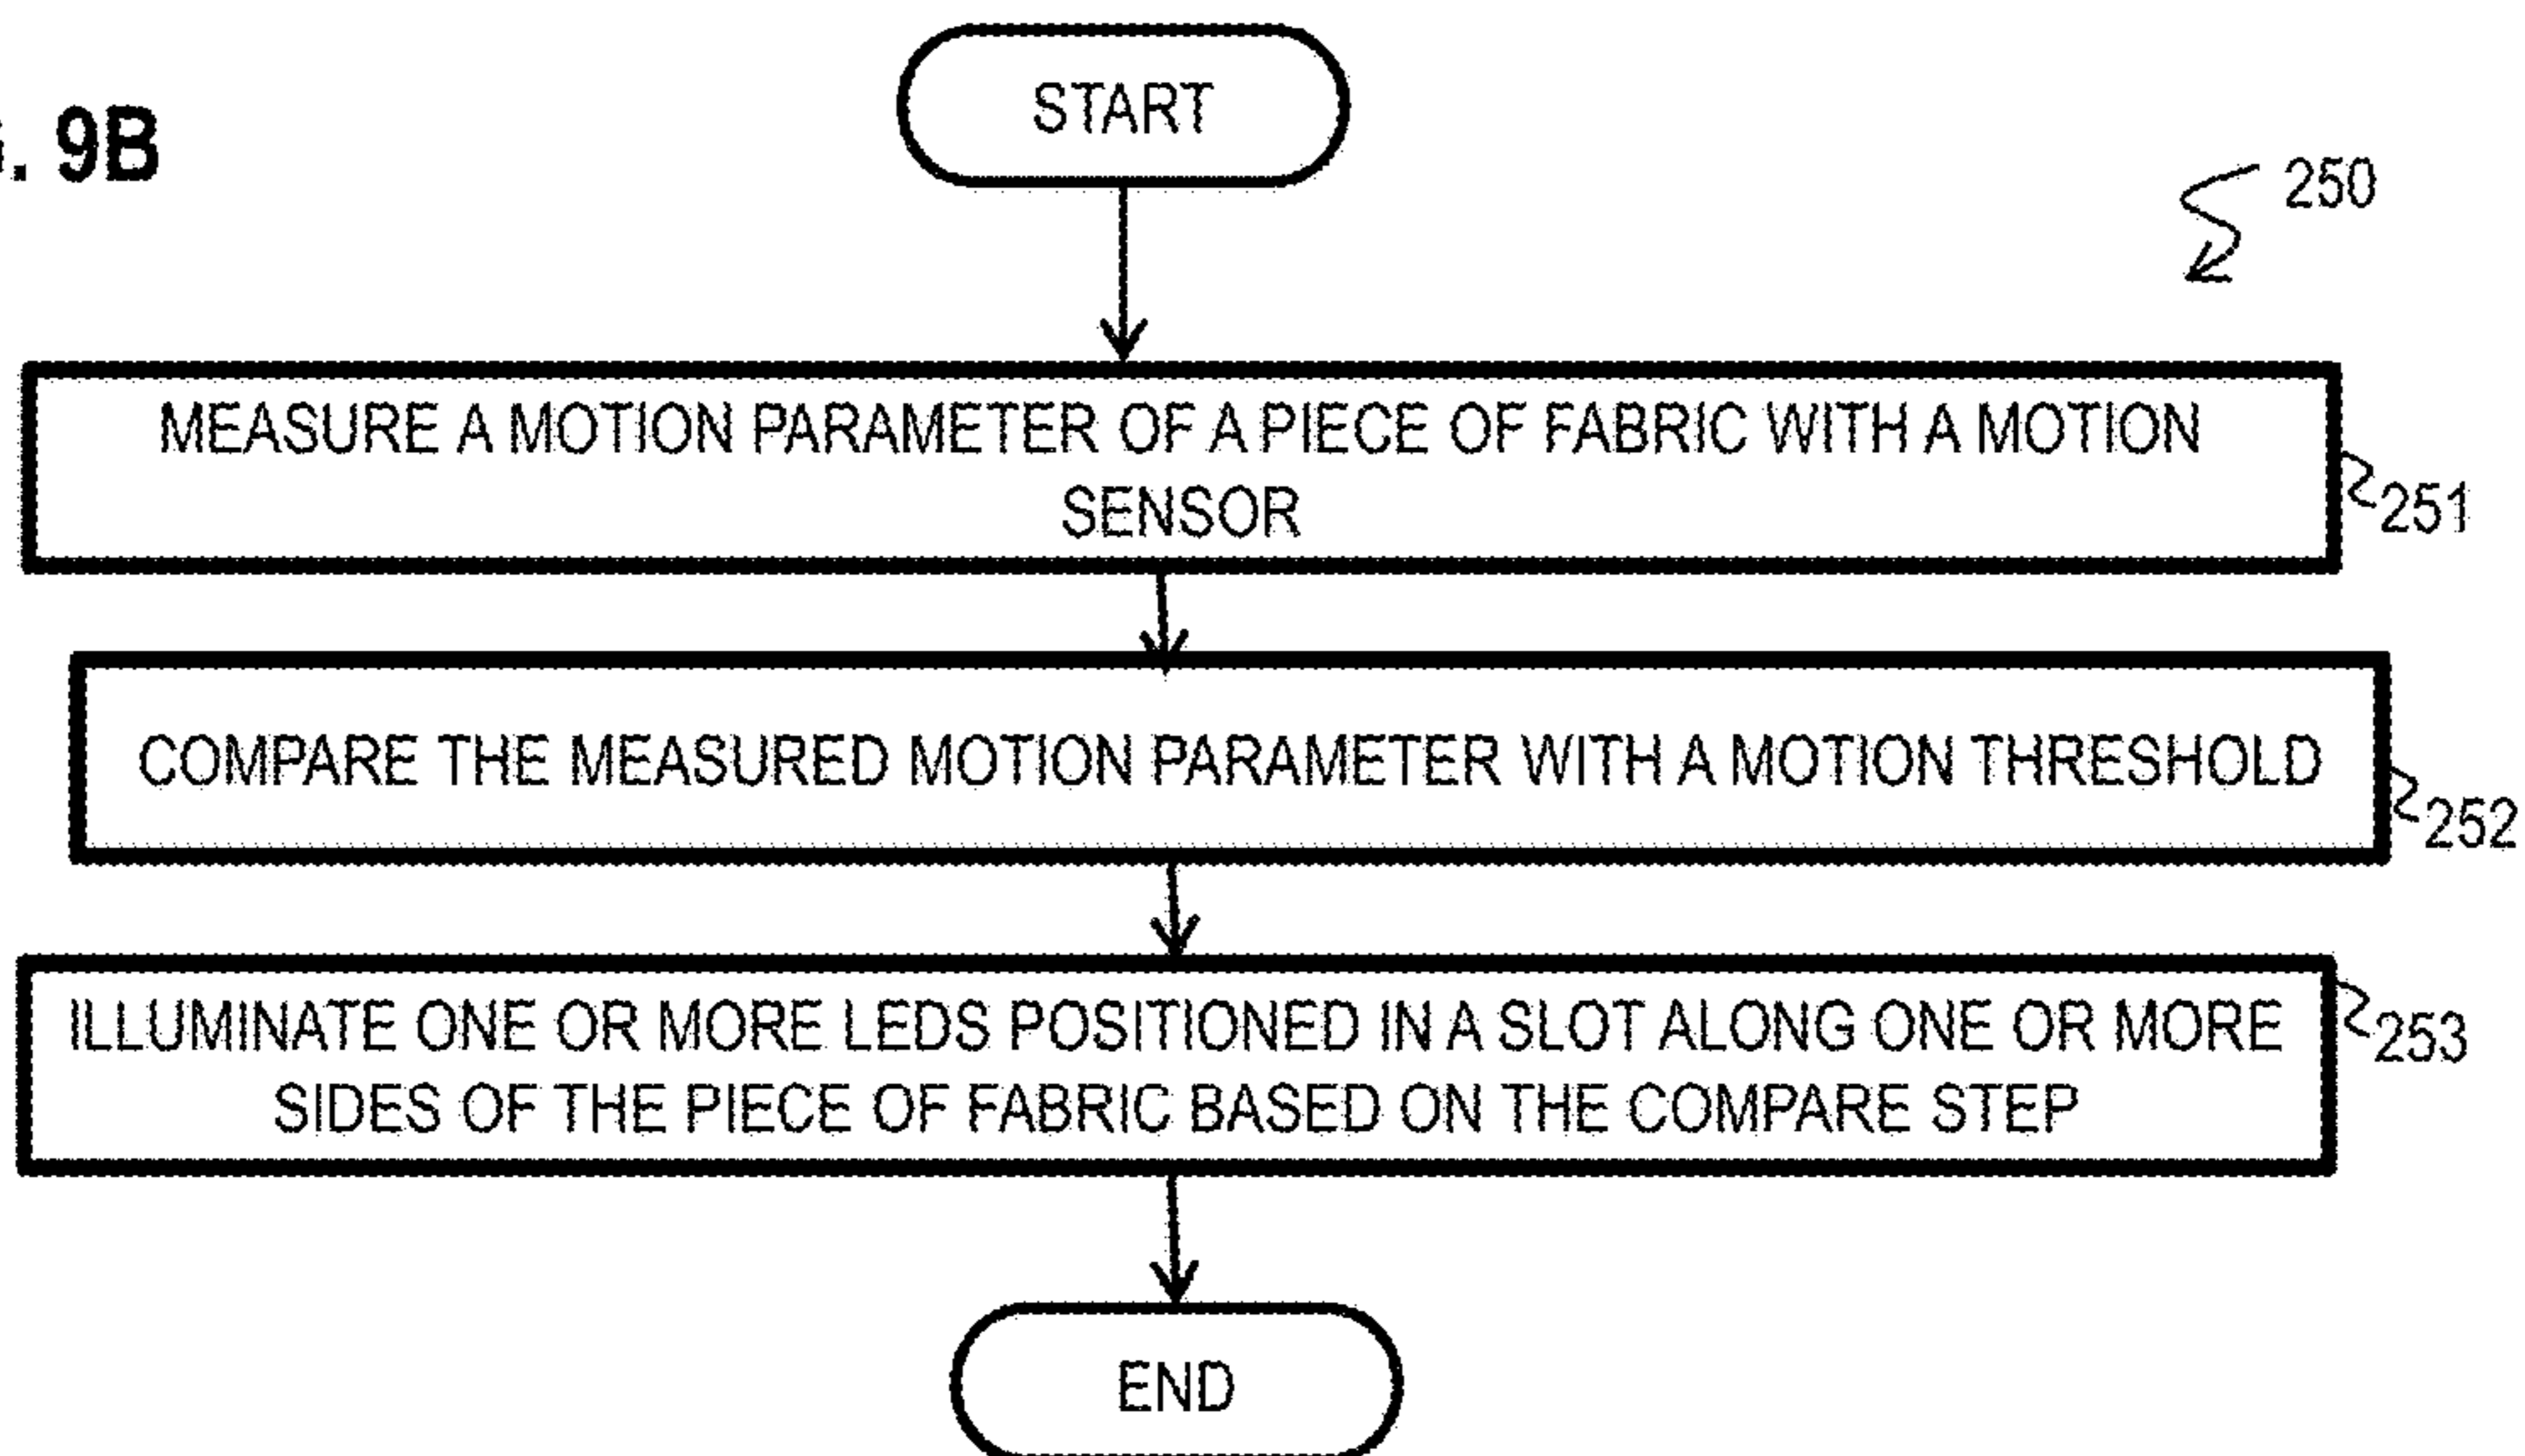 . 9B
START
250
MEASURE A MOTION PARAMETER OF A PIECE OF FABRIC WITH A MOTION
SENSOR
251
COMPARE THE MEASURED MOTION PARAMETER WITH A MOTION THRESHOLD
252
ILLUMINATE ONE OR MORE LEDS POSITIONED IN A SLOT ALONG ONE OR MORE
SIDES OF THE PIECE OF FABRIC BASED ON THE COMPARE STEP
253
END